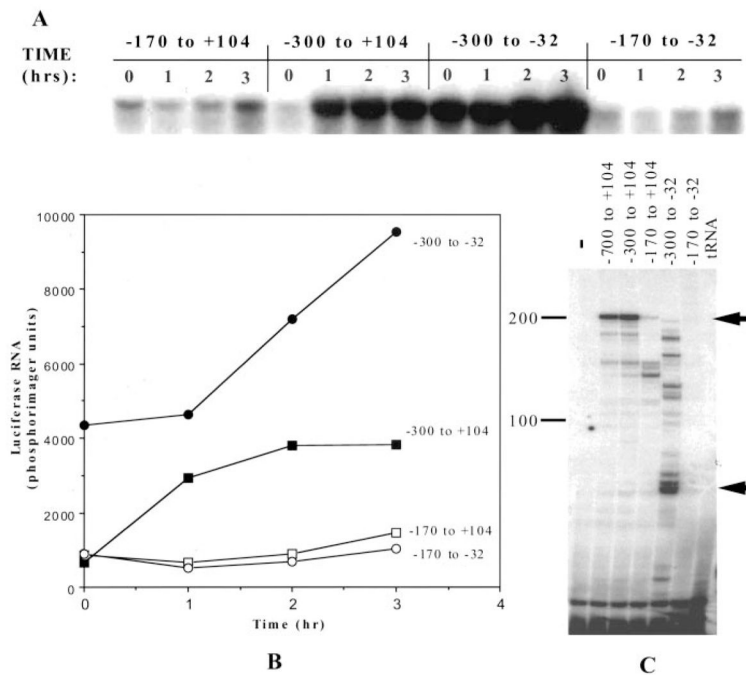 A
-170 to +104 -300 to +104 -300 to -32 -170 to -32
TIME
(hrs): 0 1 2 3 0 1 2 3 0 1 2 3 0 1 2 3
10000
8000
6000
4000
2000
0
Luciferase RNA
(phosphorimager units)
-300 to -32
-300 to +104
-170 to +104
-170 to -32
0 1 2 3 4
Time (hr)
B
-
-700 to +104
-300 to +104
-170 to +104
-300 to -32
-170 to -32
tRNA
200
100
C